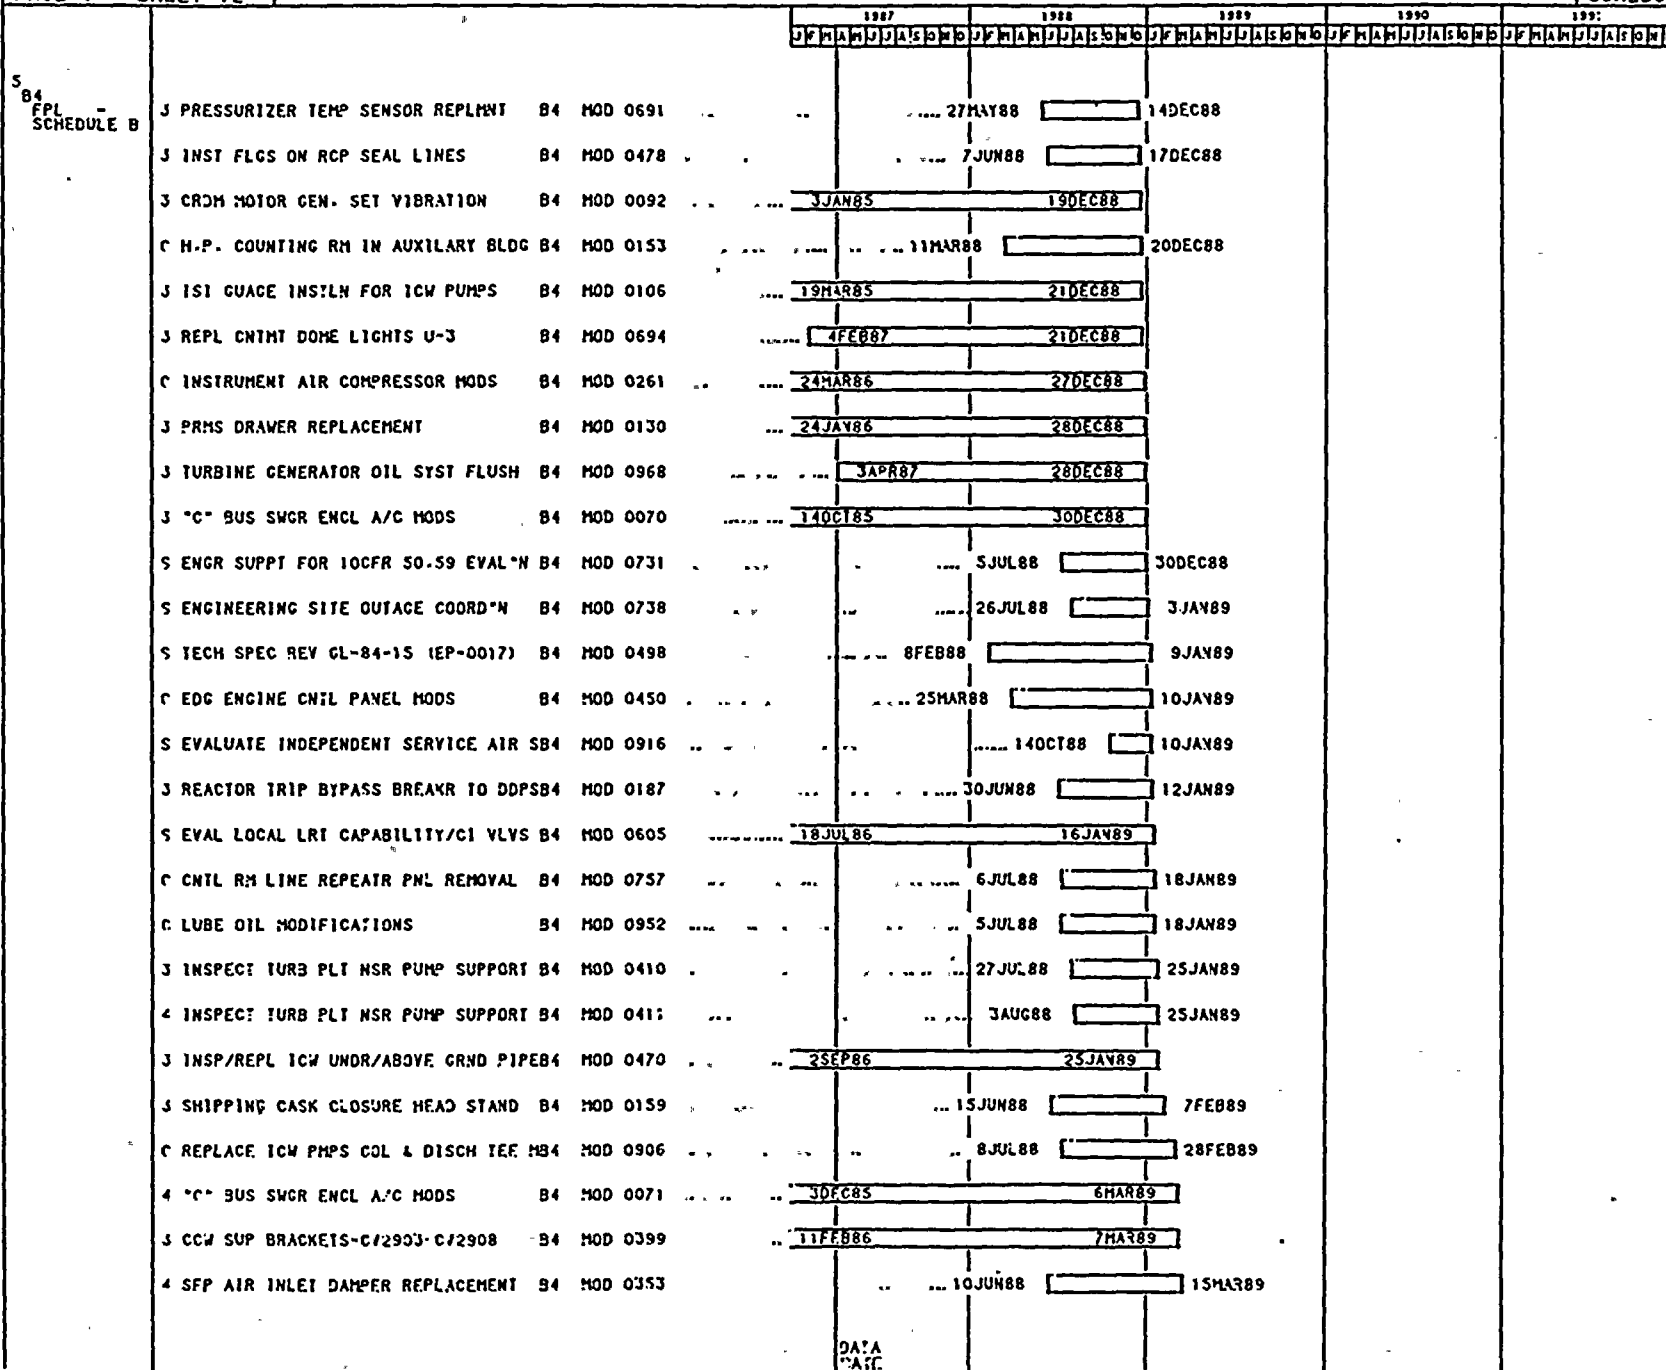 1987 1988 1989 1990
J F M A M J J A S O N D J F M A M J J A S O N D J F M A M J J A S O N D J F M A M J J A S O N D J F M A M J J A S O N
S
B4
FPL -
SCHEDULE B
3 PRESSURIZER TEMP SENSOR REPLMNT B4 MOD 0691 27MAY88 14DEC88
3 INST FLGS ON RCP SEAL LINES B4 MOD 0478 7JUN88 17DEC88
3 CRDM MOTOR GEN. SET VIBRATION B4 MOD 0092 3JAN85 19DEC88
C H.P. COUNTING RM IN AUXILARY BLDG B4 MOD 0153 11MAR88 20DEC88
3 ISI GUAGE INSTLN FOR ICW PUMPS B4 MOD 0106 19MAR85 21DEC88
3 REPL CNTMT DOME LIGHTS U-3 B4 MOD 0694 4FEB87 21DEC88
C INSTRUMENT AIR COMPRESSOR MODS B4 MOD 0261 24MAR86 27DEC88
3 PRMS DRAWER REPLACEMENT B4 MOD 0130 24JAN86 28DEC88
3 TURBINE GENERATOR OIL SYST FLUSH B4 MOD 0968 3APR87 28DEC88
3 "C" BUS SWGR ENCL A/C MODS B4 MOD 0070 14OCT85 30DEC88
S ENGR SUPPT FOR 10CFR 50.59 EVAL"N B4 MOD 0731 5JUL88 30DEC88
S ENGINEERING SITE OUTAGE COORD"N B4 MOD 0738 26JUL88 3JAN89
S TECH SPEC REV GL-84-15 (EP-0017) B4 MOD 0498 8FEB88 9JAN89
C EDG ENGINE CNTL PANEL MODS B4 MOD 0450 25MAR88 10JAN89
S EVALUATE INDEPENDENT SERVICE AIR SB4 MOD 0916 14OCT88 10JAN89
3 REACTOR TRIP BYPASS BREAKR TO DDPSB4 MOD 0187 30JUN88 12JAN89
S EVAL LOCAL LRT CAPABILITY/CI VLVS B4 MOD 0605 18JUL86 16JAN89
C CNTL RM LINE REPEATR PNL REMOVAL B4 MOD 0757 6JUL88 18JAN89
C LUBE OIL MODIFICATIONS B4 MOD 0952 5JUL88 18JAN89
3 INSPECT TURB PLT NSR PUMP SUPPORT B4 MOD 0410 27JUL88 25JAN89
4 INSPECT TURB PLT NSR PUMP SUPPORT B4 MOD 0411 3AUG88 25JAN89
3 INSP/REPL ICW UNDR/ABOVE GRND PIPEB4 MOD 0470 2SEP86 25JAN89
3 SHIPPING CASK CLOSURE HEAD STAND B4 MOD 0159 15JUN88 7FEB89
C REPLACE ICW PMPS COL & DISCH TEE MB4 MOD 0906 8JUL88 28FEB89
4 "C" BUS SWGR ENCL A/C MODS B4 MOD 0071 3DEC85 6MAR89
3 CCW SUP BRACKETS-C/2903-C/2908 B4 MOD 0399 11FEB86 7MAR89
4 SFP AIR INLET DAMPER REPLACEMENT B4 MOD 0353 10JUN88 15MAR89
DATA
DATE